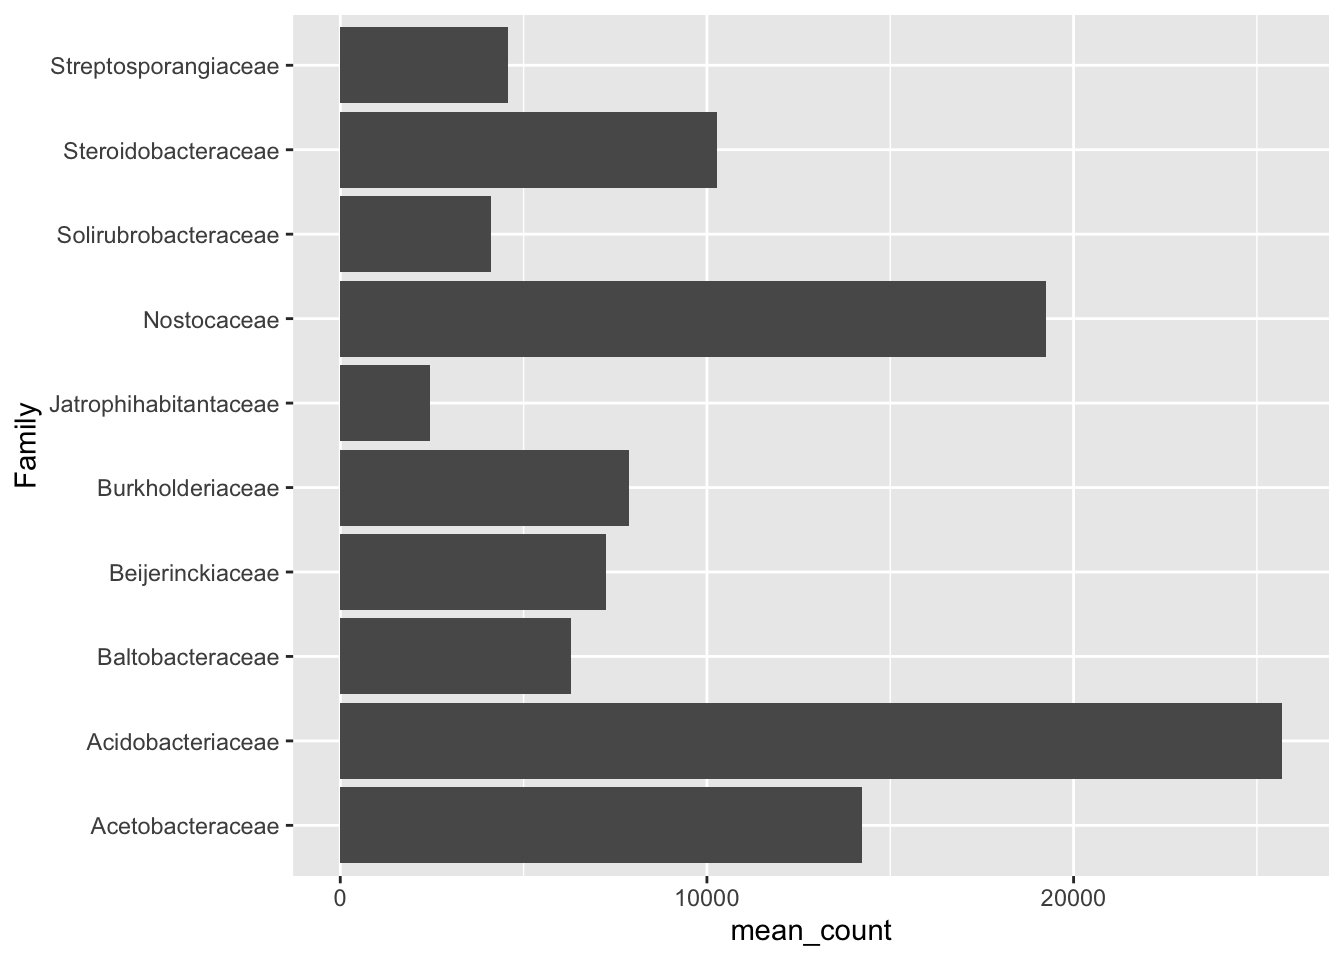 Streptosporangiaceae
Steroidobacteraceae
Solirubrobacteraceae
Nostocaceae
Jatrophihabitantaceae
Burkholderiaceae
Beijerinckiaceae
Baltobacteraceae
Acidobacteriaceae
Acetobacteraceae
Family
0 10000 20000
mean_count